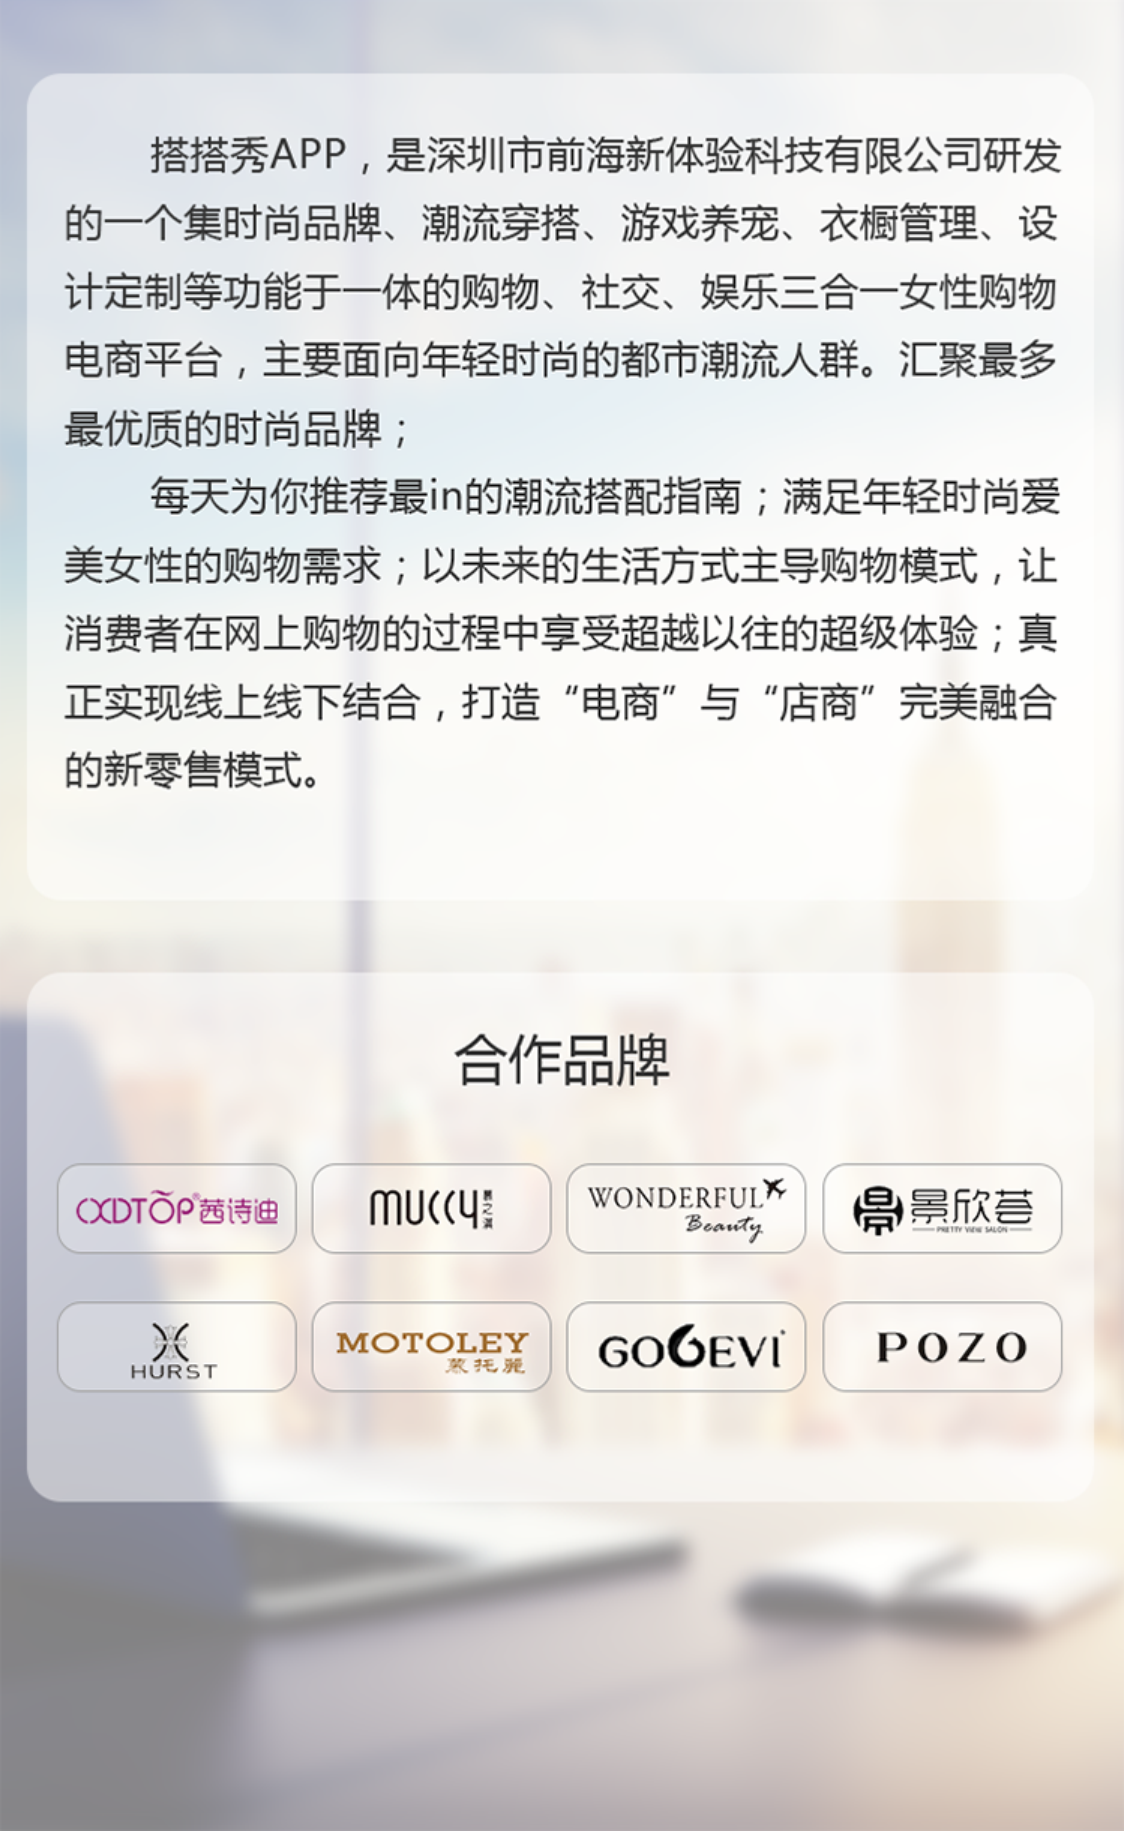 搭搭秀APP，是深圳市前海新体验科技有限公司研发
的一个集时尚品牌、潮流穿搭、游戏养宠、衣橱管理、设
计定制等功能于一体的购物、社交、娱乐三合一女性购物
电商平台，主要面向年轻时尚的都市潮流人群。汇聚最多
最优质的时尚品牌；
每天为你推荐最in的潮流搭配指南；满足年轻时尚爱
美女性的购物需求；以未来的生活方式主导购物模式，让
消费者在网上购物的过程中享受超越以往的超级体验；真
正实现线上线下结合，打造“电商”与“店商”完美融合
的新零售模式。
合作品牌
CXDTOP®茜诗迪
MUCCY
WONDERFUL
Beauty
景 景欣荟
PRETTY VIEW SALON
HURST
MOTOLEY
慕托麗
GOGEVI
POZO